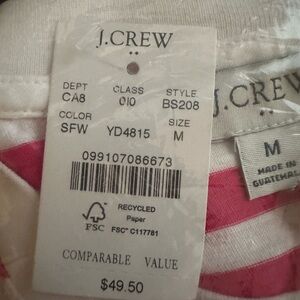 J.CREW
DEPT CLASS STYLE
CA8 010 BS208
COLOR SIZE
SFW YD4815 M
099107086673
RECYCLED
Paper
FSC FSC® C117781
COMPARABLE VALUE
$49.50
J.CREW
M
MADE IN
GUATEMALA